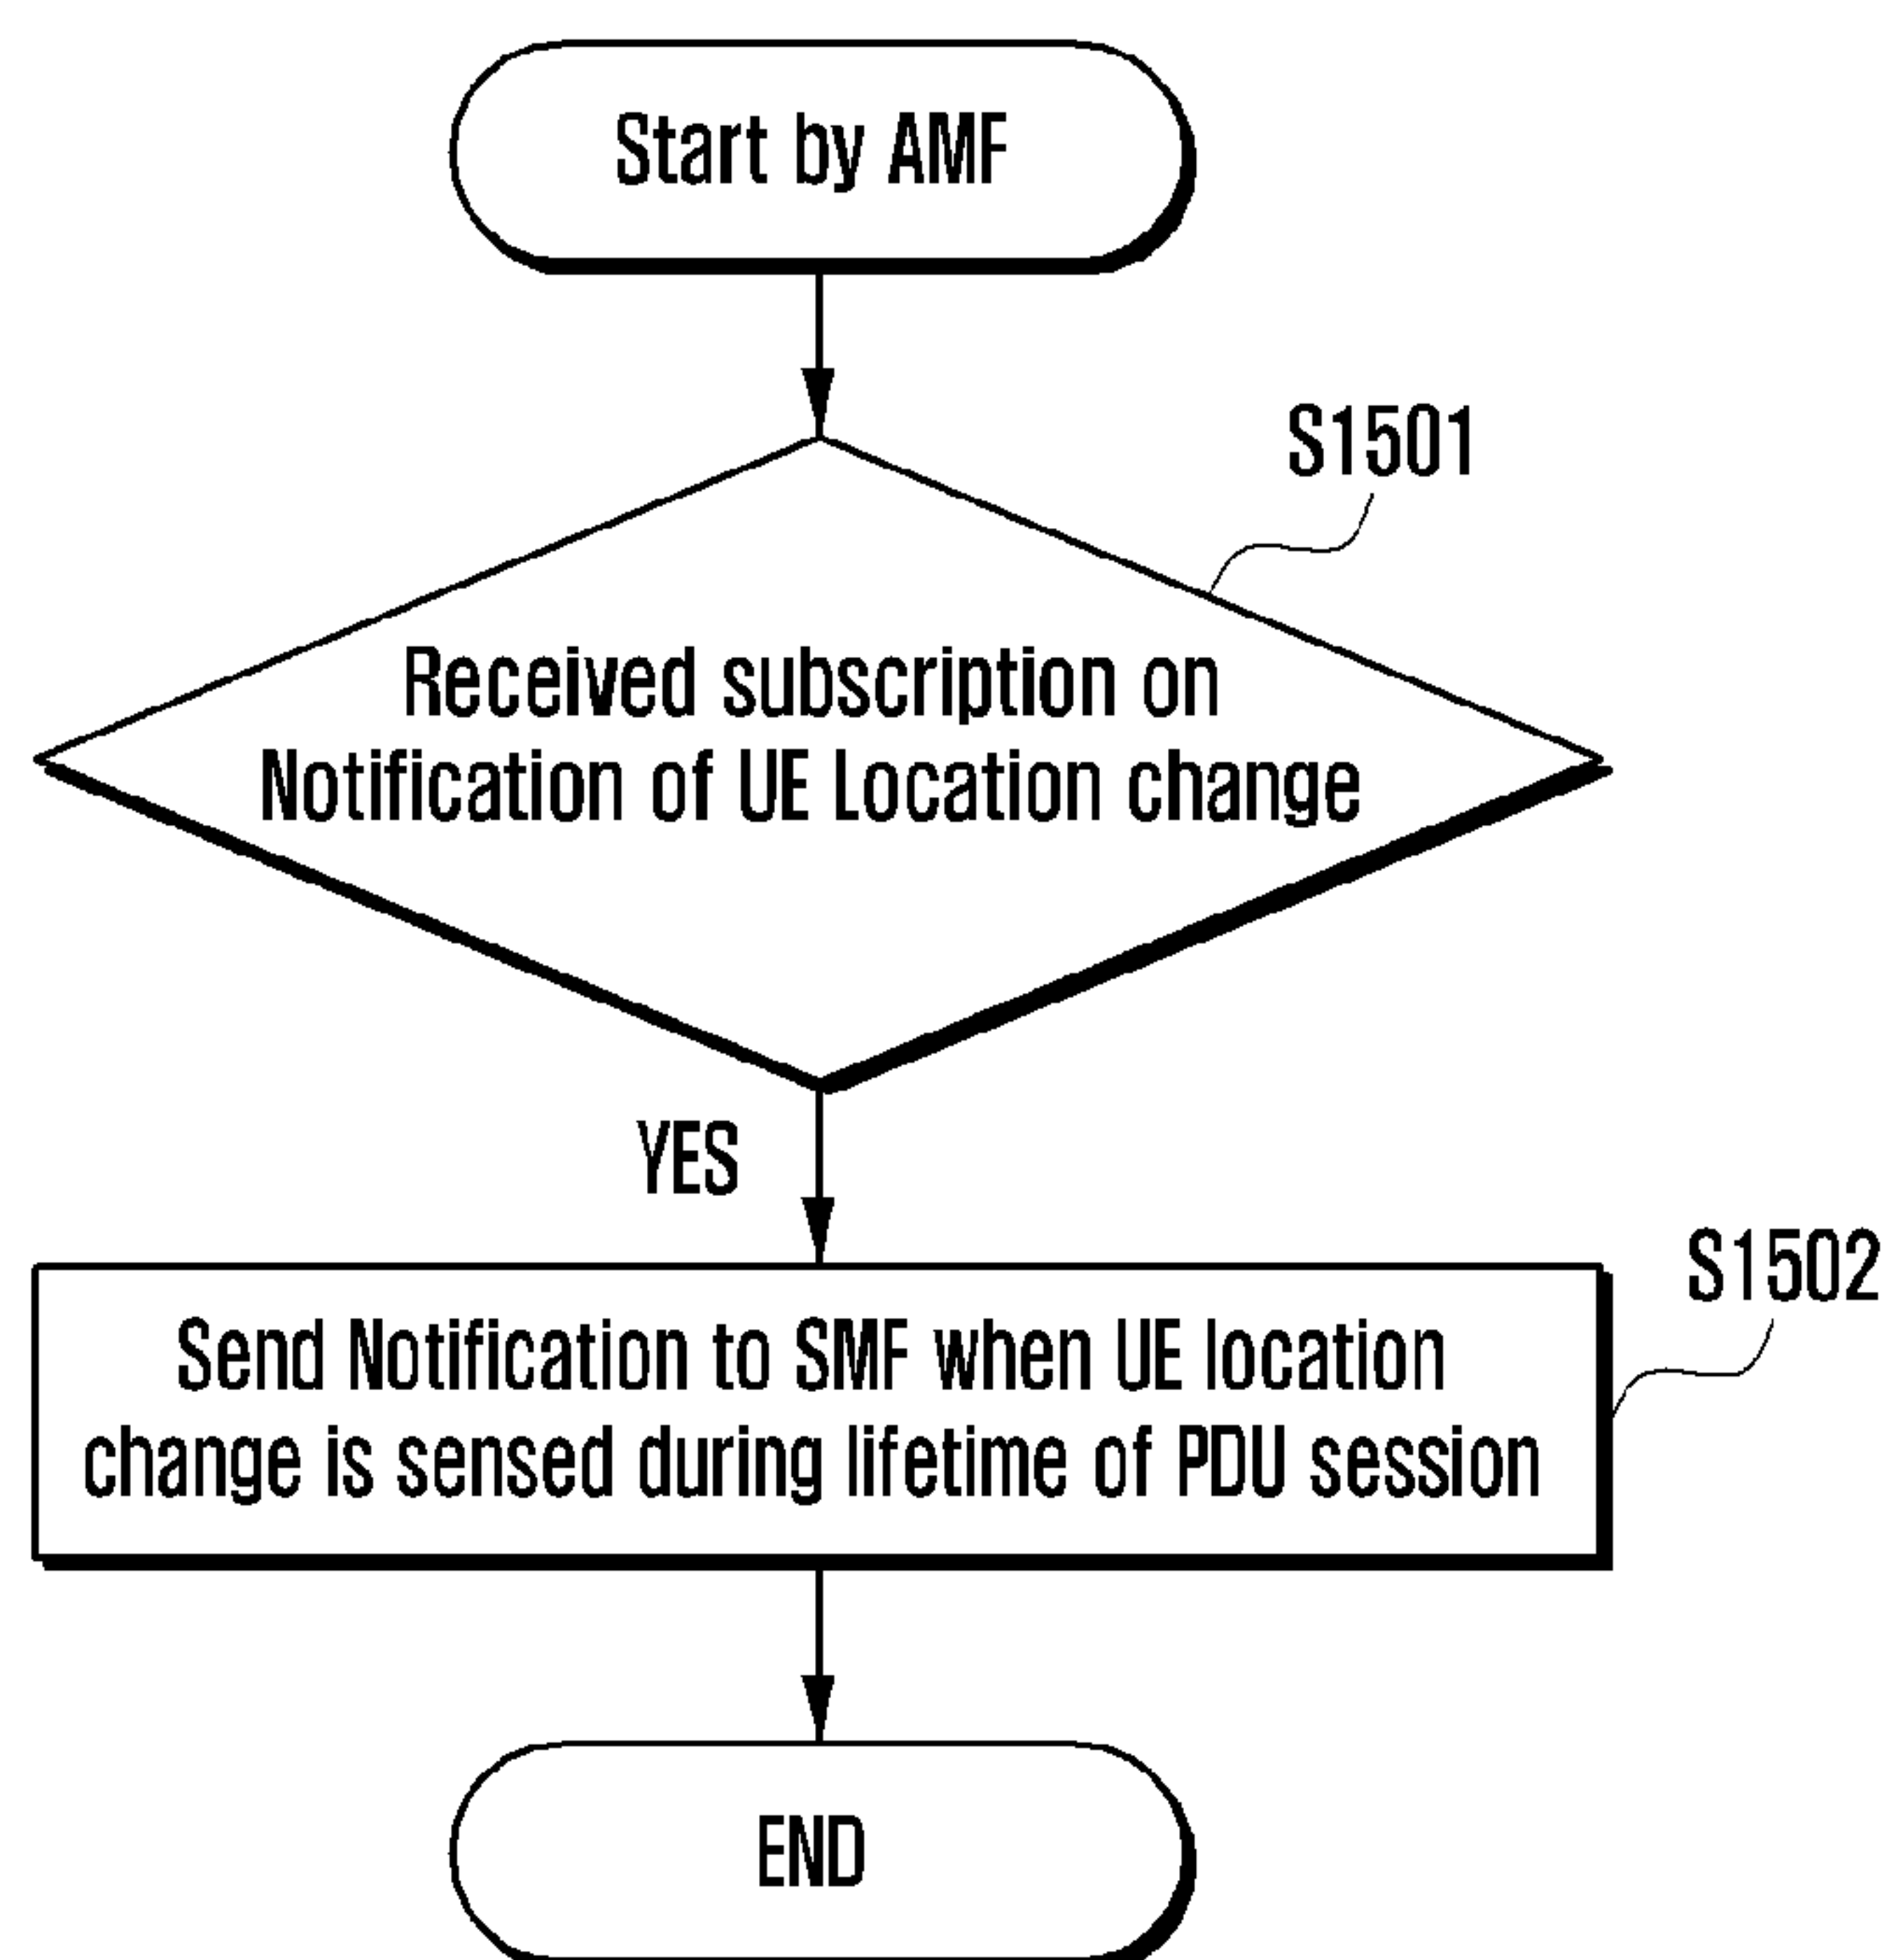 Start by AMF
S1501
Received subscription on
Notification of UE Location change
YES
S1502
Send Notification to SMF when UE location
change is sensed during lifetime of PDU session
END